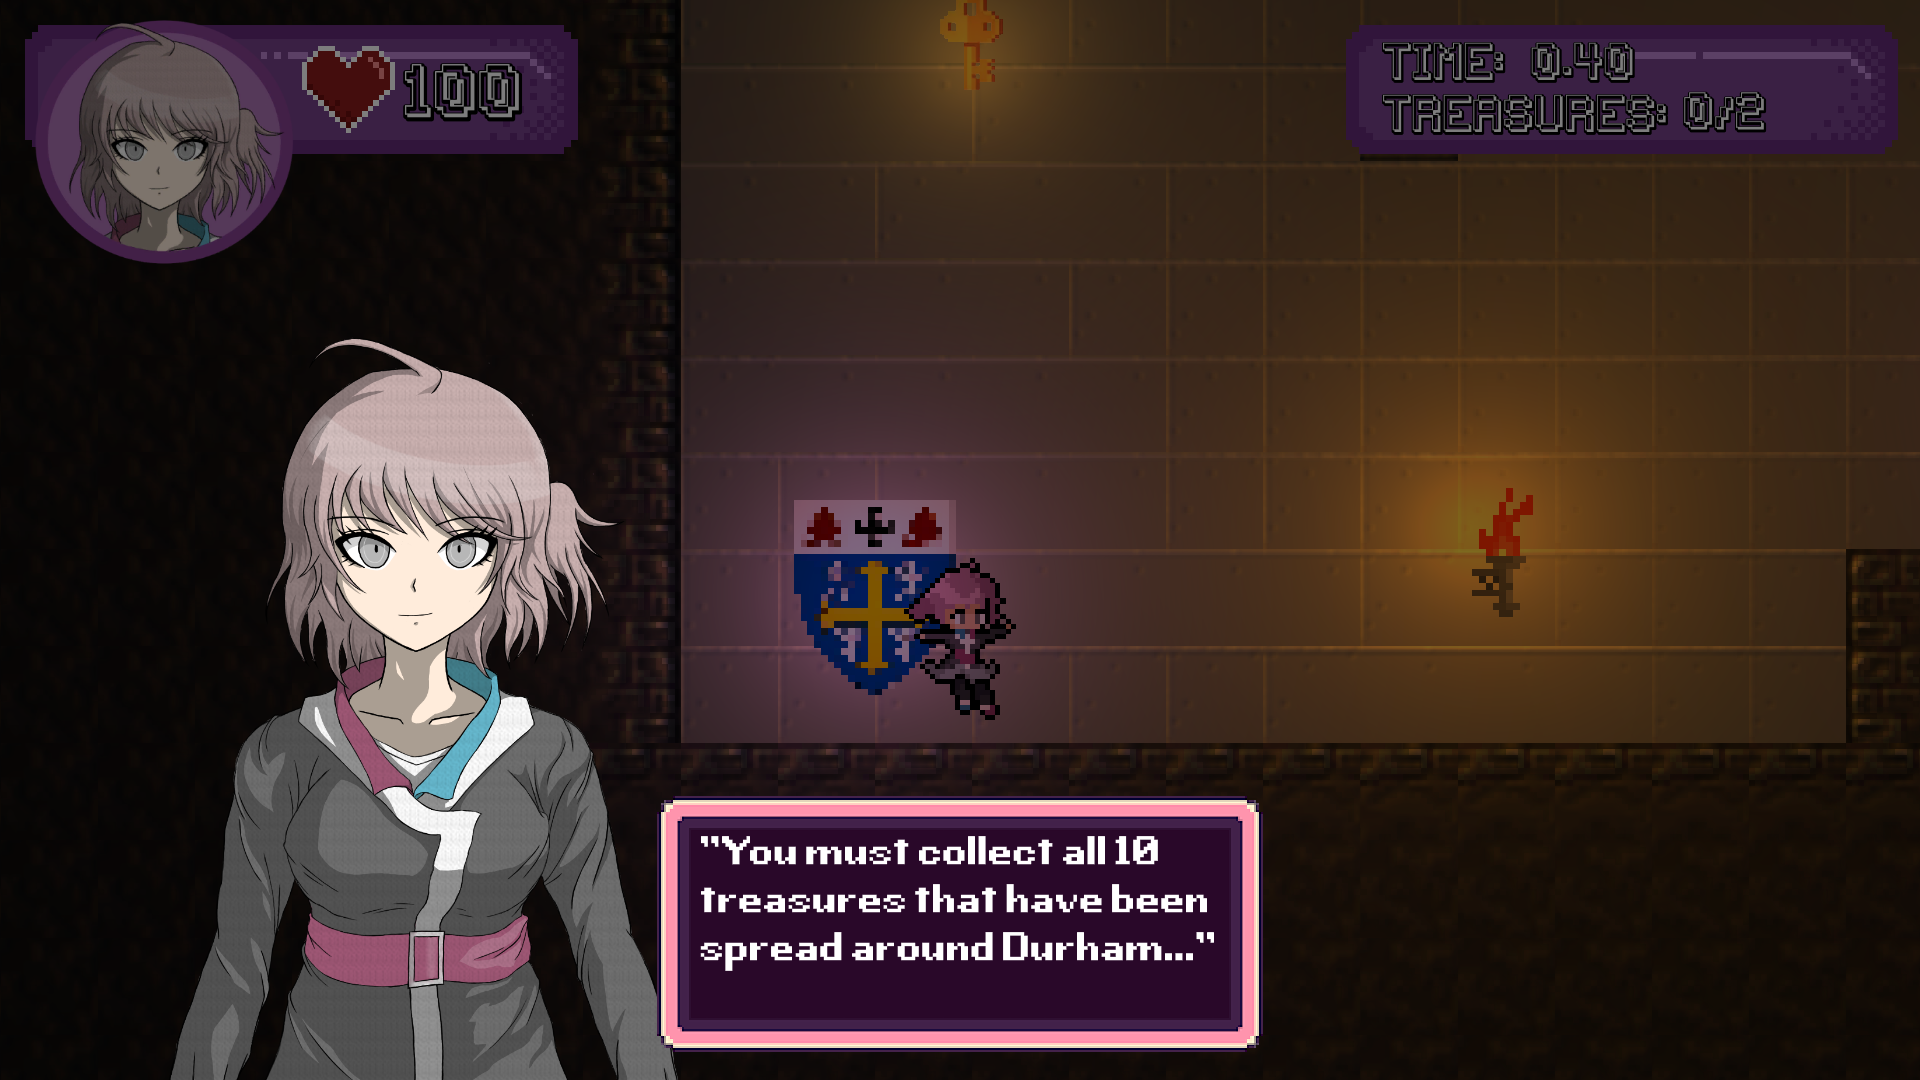 100
TIME: 0.40
TREASURES: 0/2
"You must collect all 10
treasures that have been
spread around Durham..."